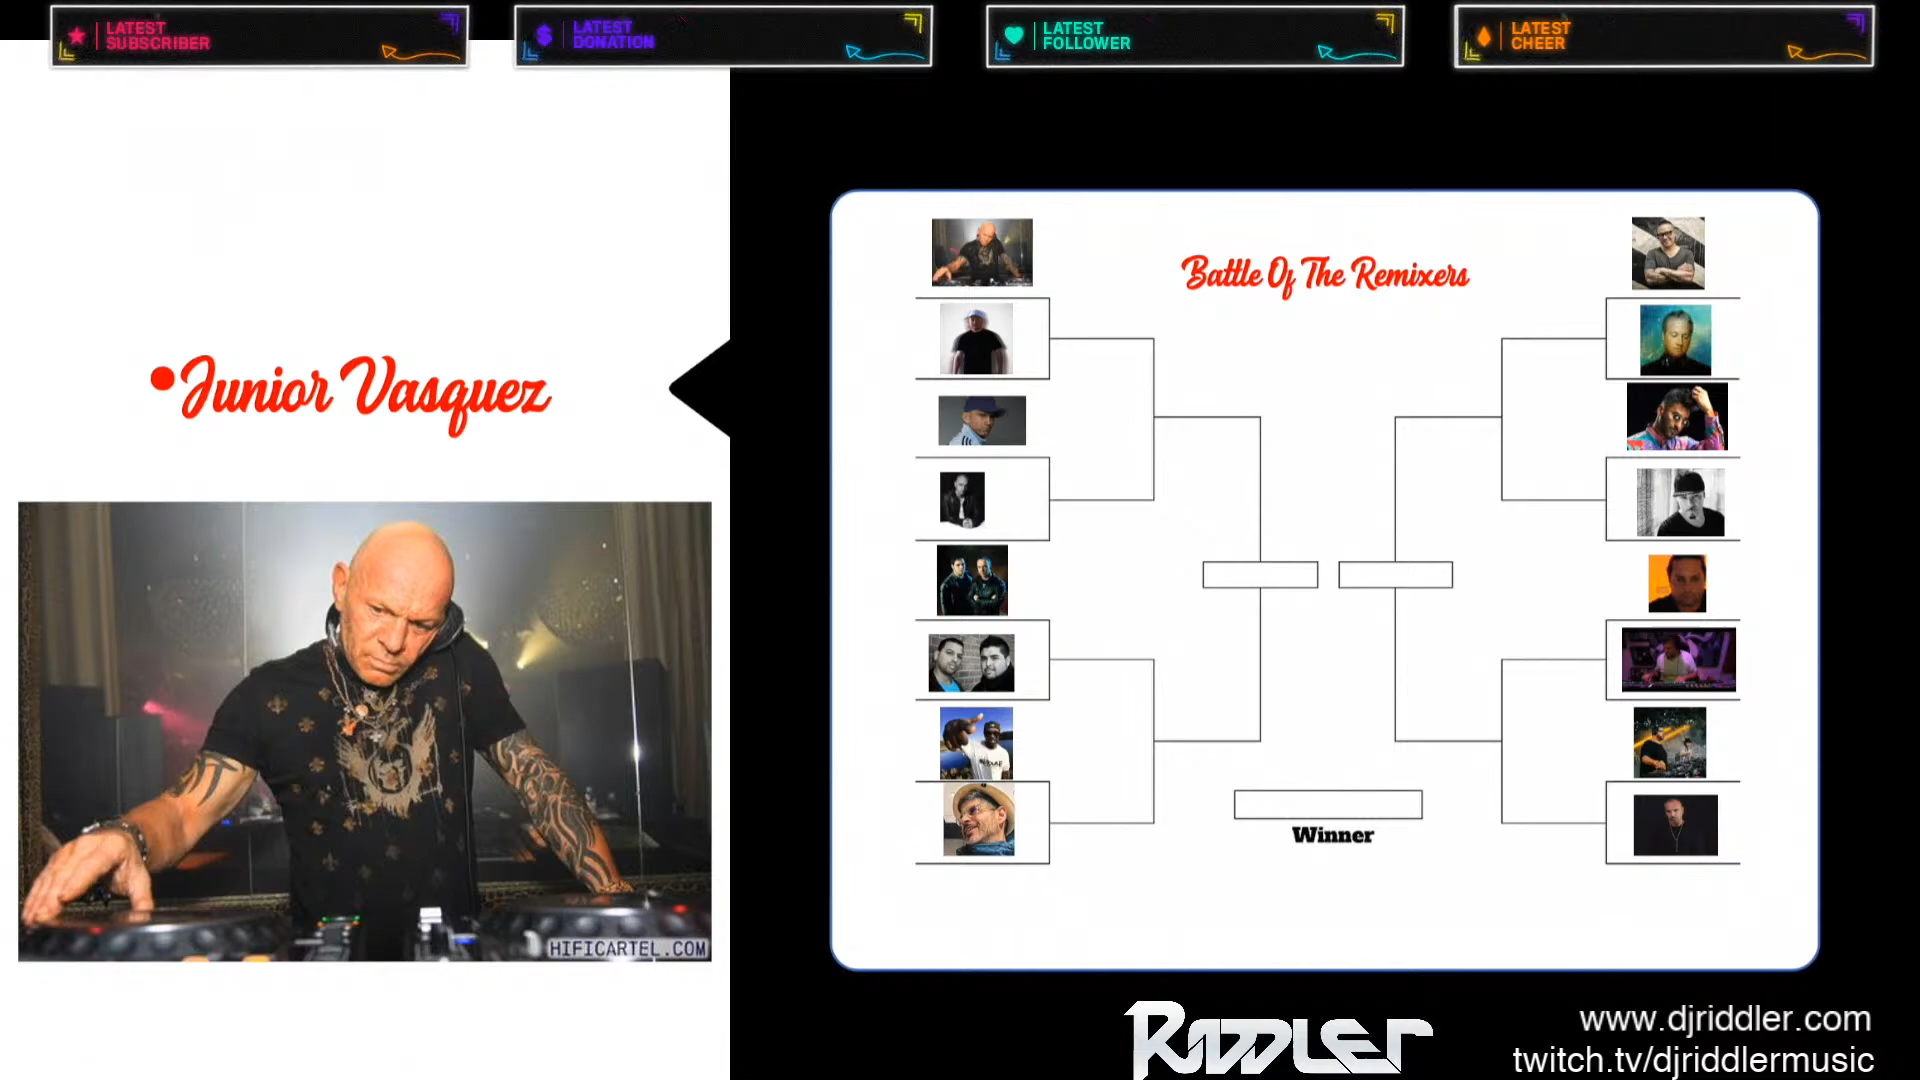 LATEST
SUBSCRIBER
LATEST
DONATION
LATEST
FOLLOWER
LATEST
CHEER
Battle Of The Remixers
•Junior Vasquez
HIFICARTEL.COM
Winner
RIDDLER
www.djriddler.com
twitch.tv/djriddlermusic